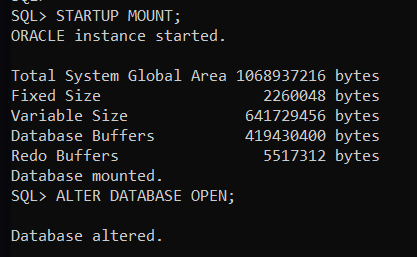 SQL> STARTUP MOUNT;
ORACLE instance started.
Total System Global Area 1068937216 bytes
Fixed Size 2260048 bytes
Variable Size 641729456 bytes
Database Buffers 419430400 bytes
Redo Buffers 5517312 bytes
Database mounted.
SQL> ALTER DATABASE OPEN;
Database altered.